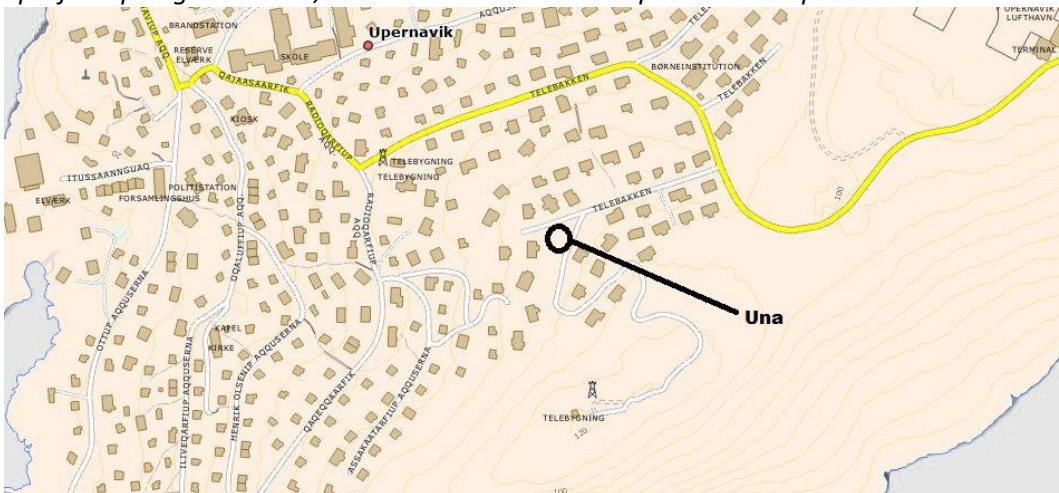 UPERNAVIK
LUFTHAVN
TERMINAL
BRANDSTATION
RESERVE
ELVÆRK
SKOLE
Upernavik
QAJAASAARFIK
RADIOQARFIUP
AQQ.
KIOSK
TELEBAKKEN
BØRNEINSTITUTION
TELEBAKKEN
TELEBYGNING
TELEBYGNING
ITUSSAANNGUAQ
POLITISTATION
FORSAMLINGSHUS
ELVÆRK
RADIOQARFIUP
AQQ
TELEBAKKEN
Una
OTTUP AQQUSERNA
KAPEL
KIRKE
ILIVEQARFIUP AQQUSERNA
HENRIK OLSENIP AQQUSERNA
QAQEQQAARFIK
ASSAKAATARFIUP AQQUSERNA
TELEBYGNING
120
100
100